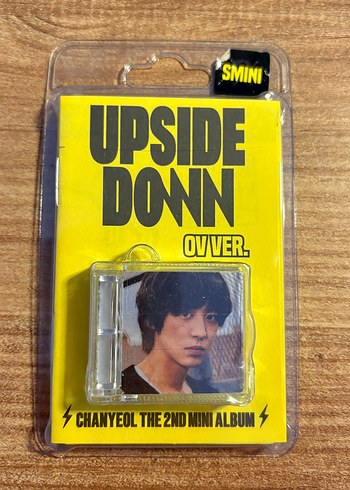 SMINI
UPSIDE
DOWN
OV VER.
CHANYEOL THE 2ND MINI ALBUM